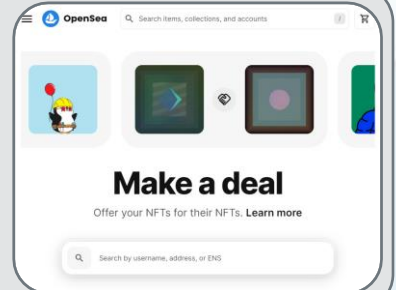 OpenSea
Search items, collections, and accounts
/
Make a deal
Offer your NFTs for their NFTs. Learn more
Search by username, address, or ENS